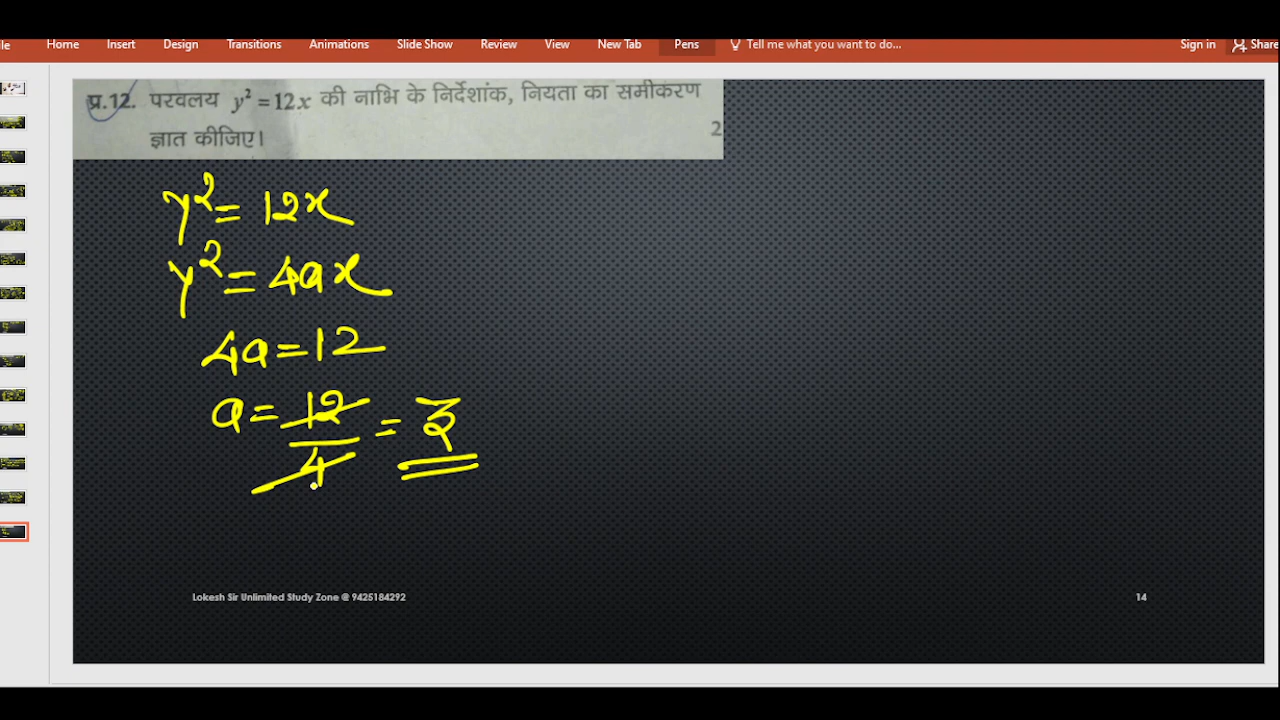 le Home Insert Design Transitions Animations Slide Show Review View New Tab Pens Tell me what you want to do... Sign in Share
प्र.12. परवलय y² = 12x की नाभि के निर्देशांक, नियता का समीकरण
ज्ञात कीजिए। 2
y² = 12x
y² = 4ax
4a = 12
a = 12/4 = 3
Lokesh Sir Unlimited Study Zone @ 9425184292 14